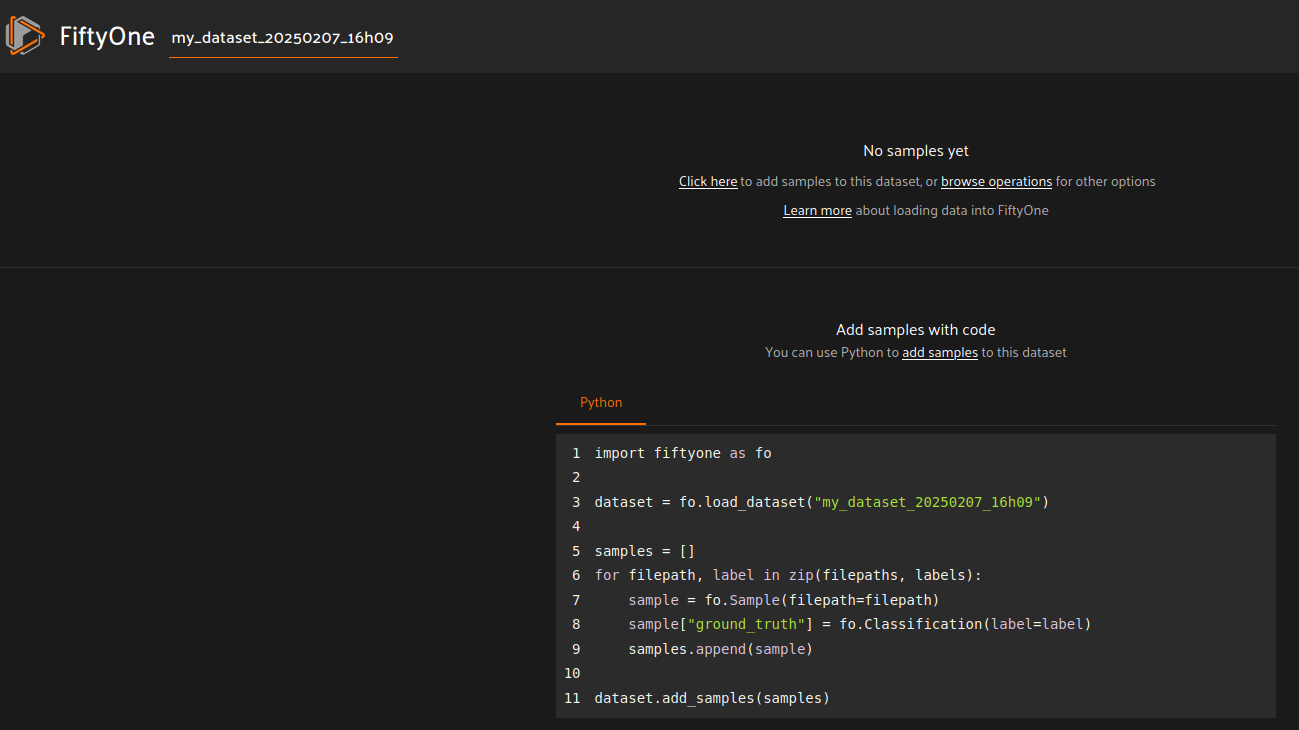 FiftyOne my_dataset_20250207_16h09
No samples yet
Click here to add samples to this dataset, or browse operations for other options
Learn more about loading data into FiftyOne
Add samples with code
You can use Python to add samples to this dataset
Python
1 import fiftyone as fo
2
3 dataset = fo.load_dataset("my_dataset_20250207_16h09")
4
5 samples = []
6 for filepath, label in zip(filepaths, labels):
7     sample = fo.Sample(filepath=filepath)
8     sample["ground_truth"] = fo.Classification(label=label)
9     samples.append(sample)
10
11 dataset.add_samples(samples)